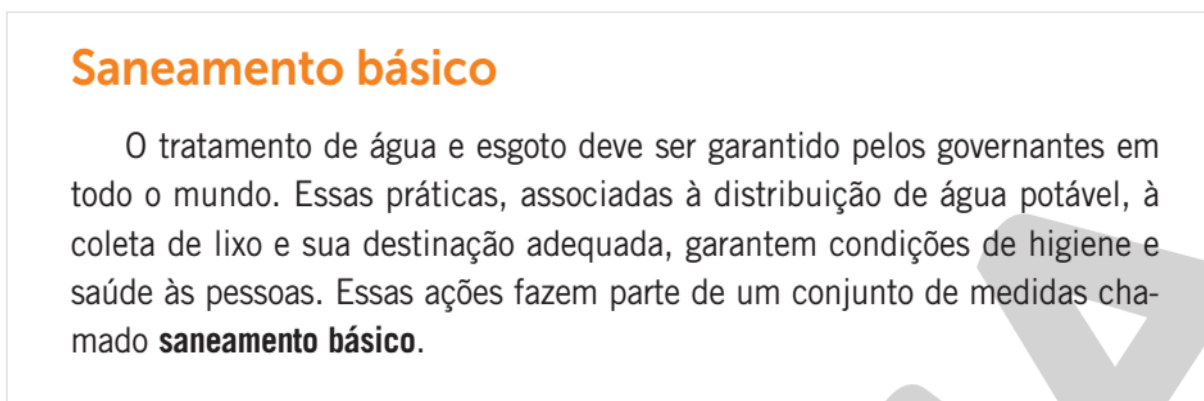 Saneamento básico
O tratamento de água e esgoto deve ser garantido pelos governantes em
todo o mundo. Essas práticas, associadas à distribuição de água potável, à
coleta de lixo e sua destinação adequada, garantem condições de higiene e
saúde às pessoas. Essas ações fazem parte de um conjunto de medidas cha-
mado saneamento básico.